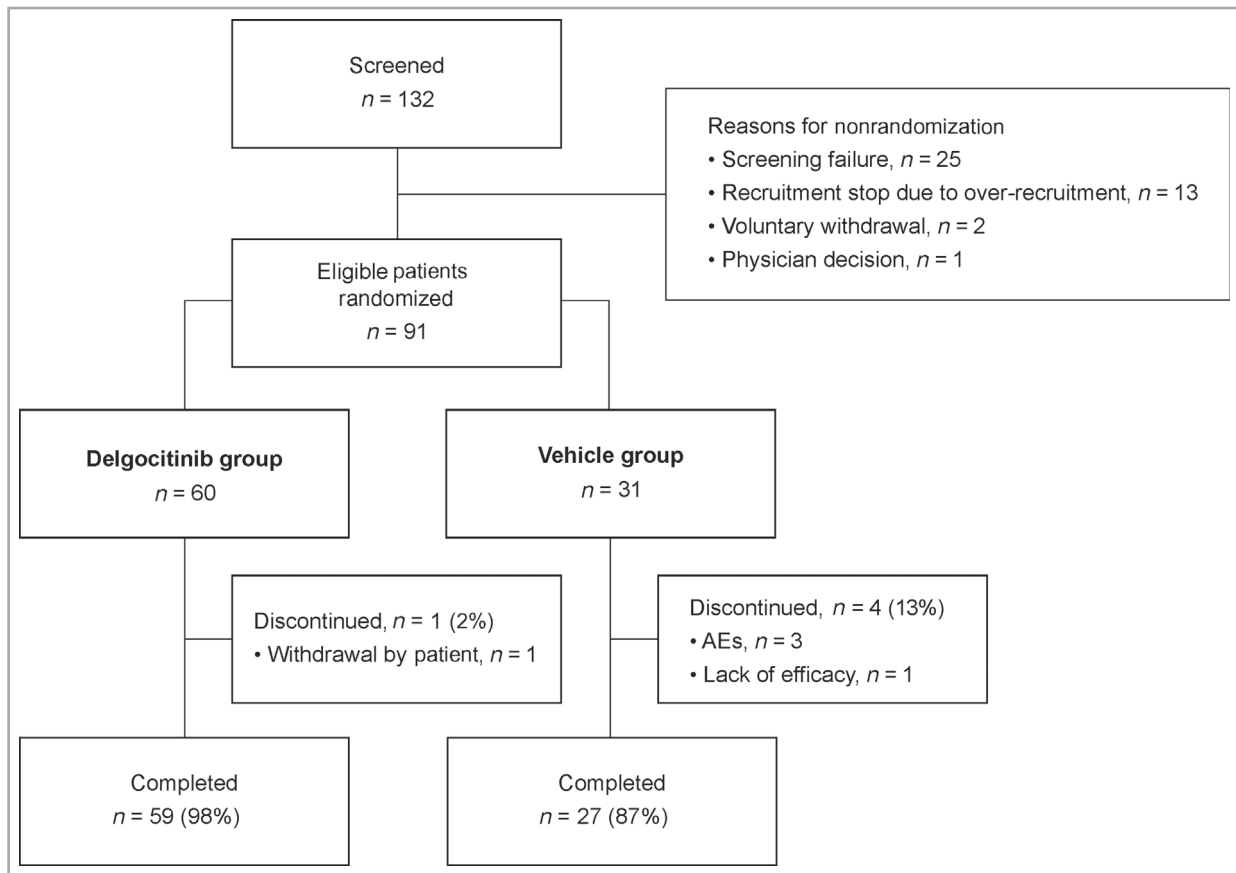 Screened
n = 132
Reasons for nonrandomization
• Screening failure, n = 25
• Recruitment stop due to over-recruitment, n = 13
• Voluntary withdrawal, n = 2
• Physician decision, n = 1
Eligible patients
randomized
n = 91
Delgocitinib group
n = 60
Vehicle group
n = 31
Discontinued, n = 1 (2%)
• Withdrawal by patient, n = 1
Discontinued, n = 4 (13%)
• AEs, n = 3
• Lack of efficacy, n = 1
Completed
n = 59 (98%)
Completed
n = 27 (87%)